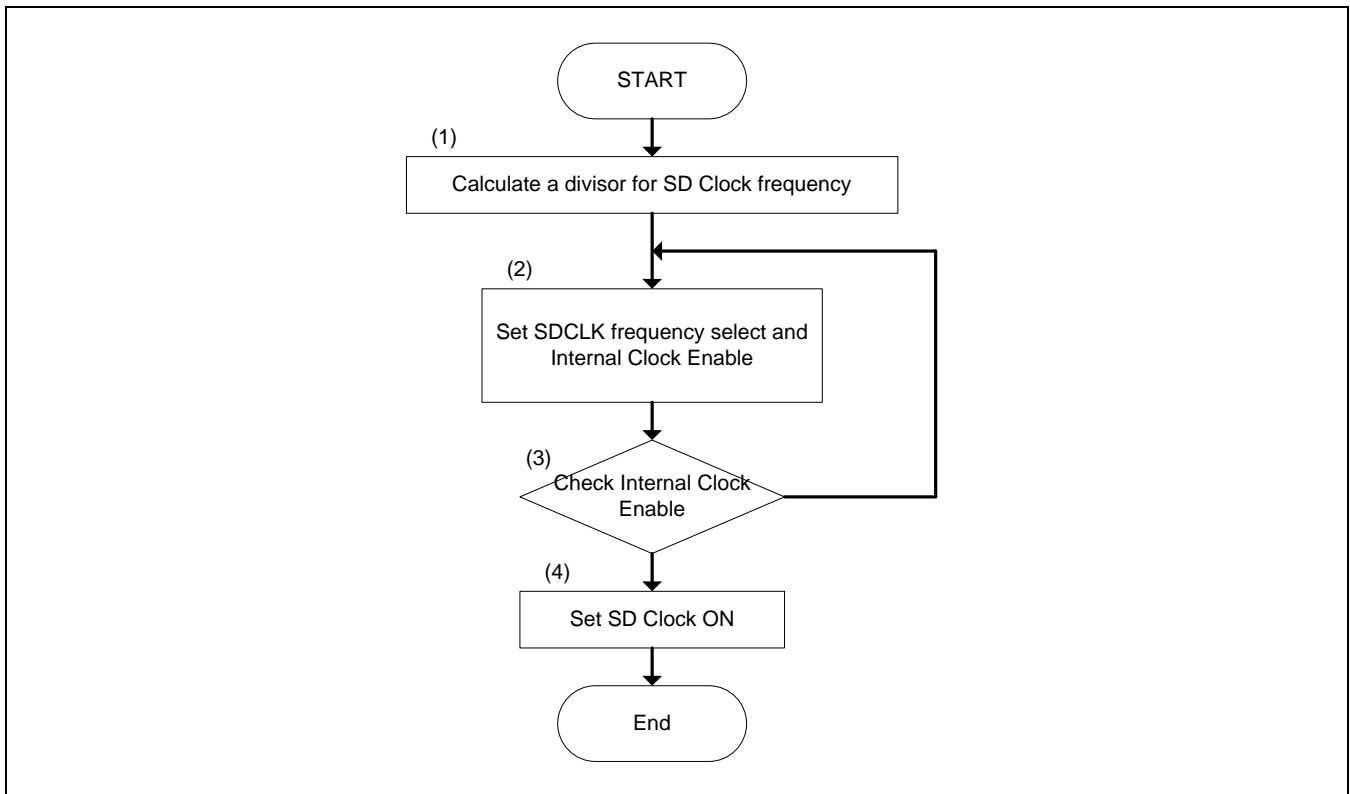 START
(1)
Calculate a divisor for SD Clock frequency
(2)
Set SDCLK frequency select and
Internal Clock Enable
(3)
Check Internal Clock
Enable
(4)
Set SD Clock ON
End